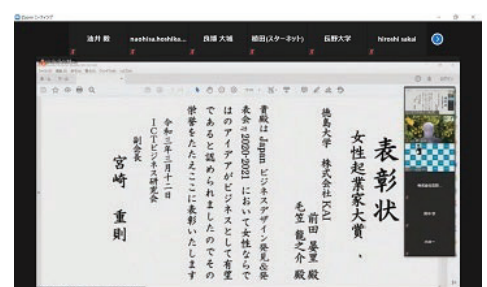 Zoom ミーティング
油井 毅
naohisa.hoshika...
良勝 大城
植田(スターネット)
長野大学
hiroshi sakai
表彰状
女性起業家大賞、
徳島大学 株式会社KAI
前田 晏里 殿
毛笠 龍之介 殿
貴殿は Japan ビジネスデザイン発見&発
表会 2020-2021 において女性ならで
はのアイデアがビジネスとして有望
であると認められましたのでその
栄誉をたたえここに表彰いたします
令和三年三月十二日
ICTビジネス研究会
副会長
宮崎 重則